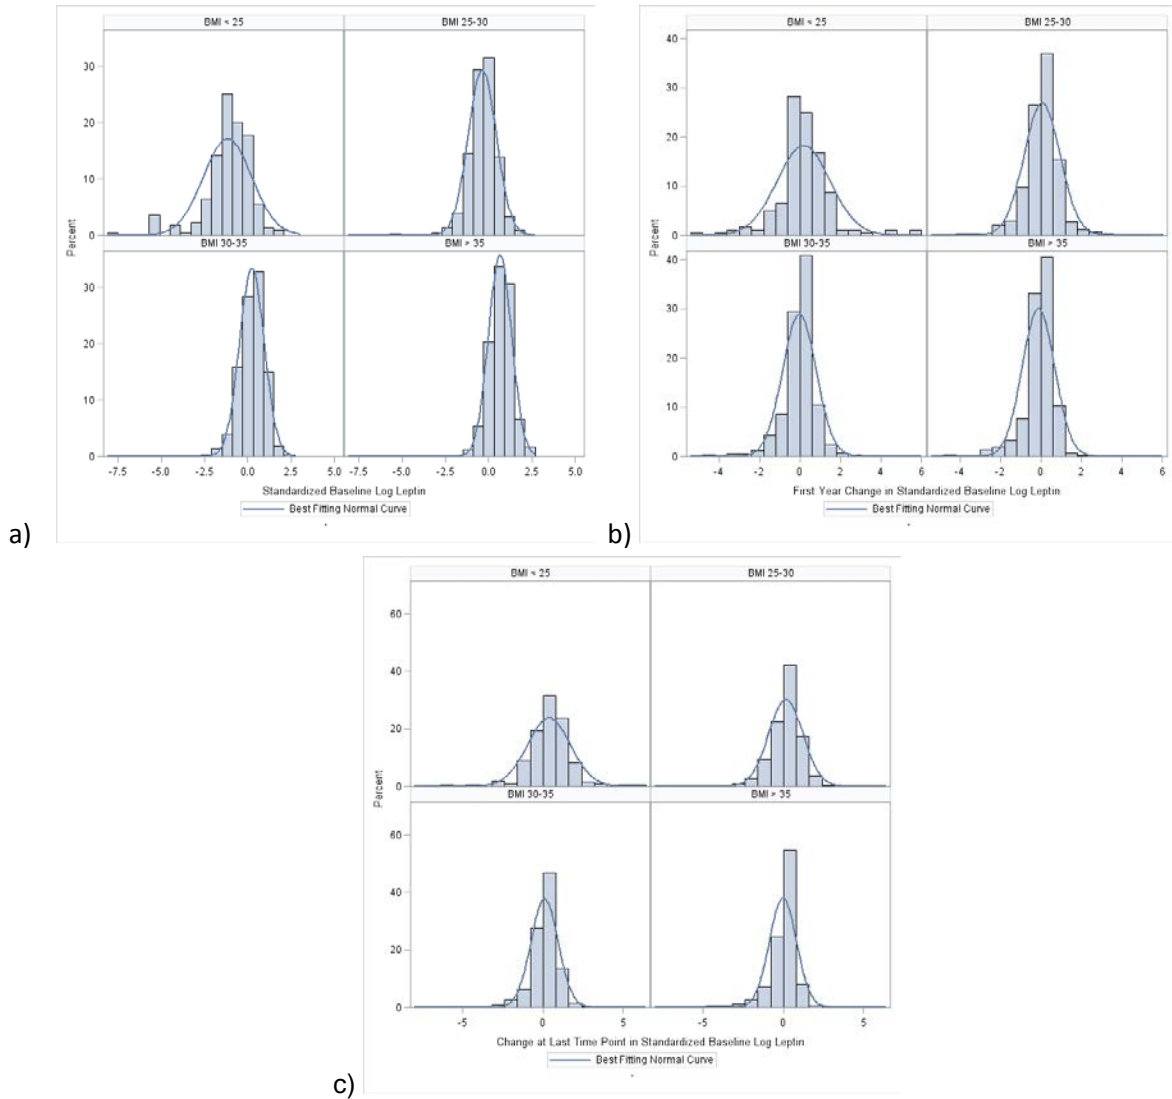 BMI < 25 BMI 25-30
30
20
10
0
Percent
BMI 30-35 BMI > 35
30
20
10
0
-7.5 -5.0 -2.5 0.0 2.5 5.0 -7.5 -5.0 -2.5 0.0 2.5 5.0
Standardized Baseline Log Leptin
Best Fitting Normal Curve
a)
BMI < 25 BMI 25-30
40
30
20
10
0
Percent
BMI 30-35 BMI > 35
40
30
20
10
0
-4 -2 0 2 4 6 -4 -2 0 2 4 6
First Year Change in Standardized Baseline Log Leptin
Best Fitting Normal Curve
b)
BMI < 25 BMI 25-30
60
40
20
0
Percent
BMI 30-35 BMI > 35
60
40
20
0
-5 0 5 -5 0 5
Change at Last Time Point in Standardized Baseline Log Leptin
Best Fitting Normal Curve
c)